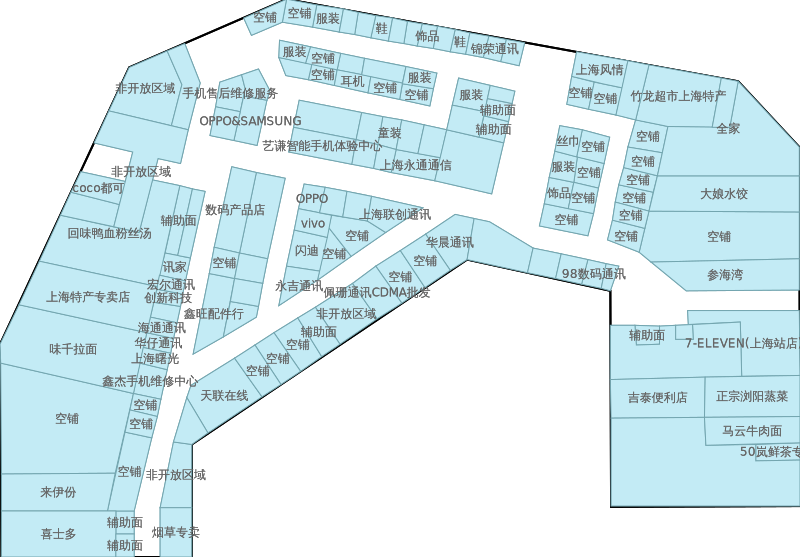 空铺
空铺
服装
鞋
饰品
鞋
锦荣通讯
服装
空铺
空铺
耳机
空铺
服装
空铺
上海风情
空铺
空铺
竹龙超市上海特产
全家
非开放区域
手机售后维修服务
OPPO&SAMSUNG
服装
辅助面
辅助面
童装
艺谦智能手机体验中心
上海永通通信
丝巾
空铺
服装
空铺
饰品
空铺
空铺
空铺
空铺
空铺
空铺
空铺
空铺
大娘水饺
空铺
参海湾
非开放区域
coco都可
回味鸭血粉丝汤
辅助面
数码产品店
OPPO
vivo
闪迪
上海联创通讯
空铺
空铺
华晨通讯
空铺
空铺
98数码通讯
讯家
空铺
宏尔通讯
创新科技
永吉通讯
佩珊通讯CDMA批发
上海特产专卖店
鑫旺配件行
非开放区域
辅助面
空铺
空铺
空铺
海通通讯
华仔通讯
上海曙光
味千拉面
鑫杰手机维修中心
天联在线
空铺
空铺
空铺
空铺
非开放区域
来伊份
喜士多
辅助面
辅助面
烟草专卖
辅助面
7-ELEVEN(上海站店
吉泰便利店
正宗浏阳蒸菜
马云牛肉面
50岚鲜茶专